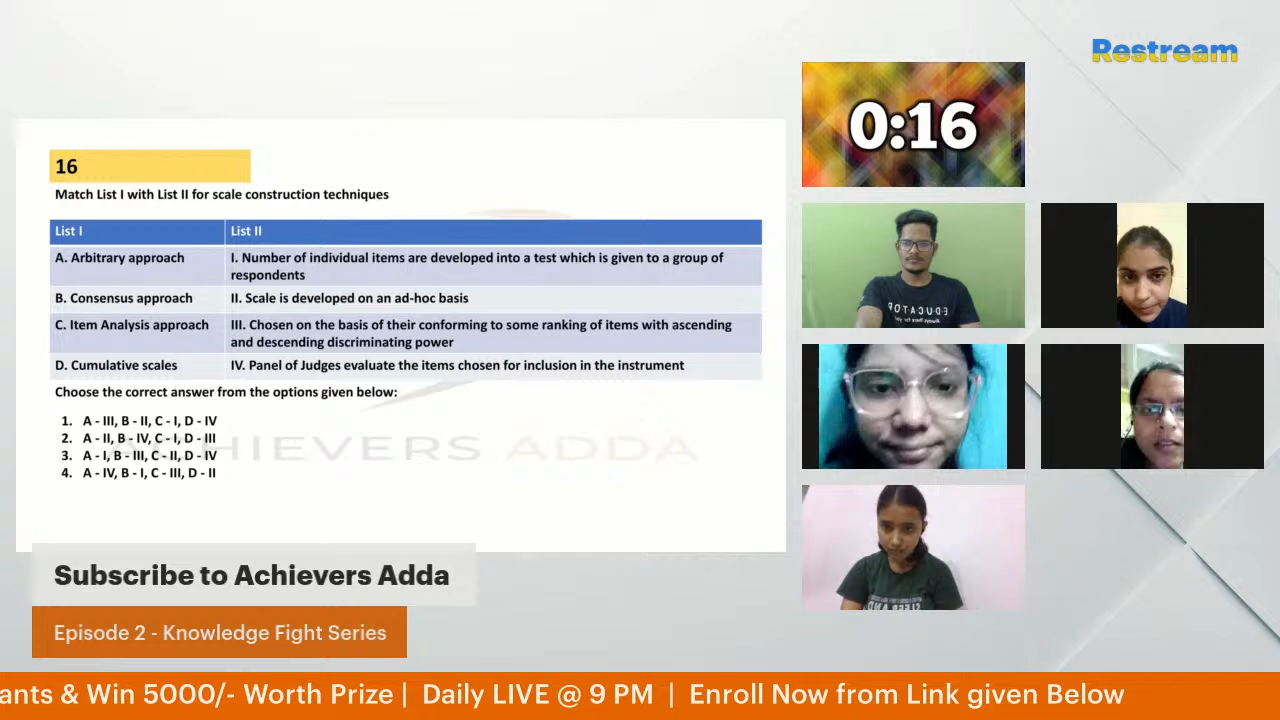 Restream
0:16
16
Match List I with List II for scale construction techniques
List I
List II
A. Arbitrary approach
I. Number of individual items are developed into a test which is given to a group of
respondents
B. Consensus approach
II. Scale is developed on an ad-hoc basis
C. Item Analysis approach
III. Chosen on the basis of their conforming to some ranking of items with ascending
and descending discriminating power
D. Cumulative scales
IV. Panel of Judges evaluate the items chosen for inclusion in the instrument
Choose the correct answer from the options given below:
1. A - III, B - II, C - I, D - IV
2. A - II, B - IV, C - I, D - III
3. A - I, B - III, C - II, D - IV
4. A - IV, B - I, C - III, D - II
HIEVERS ADDA
Subscribe to Achievers Adda
Episode 2 - Knowledge Fight Series
ants & Win 5000/- Worth Prize | Daily LIVE @ 9 PM | Enroll Now from Link given Below